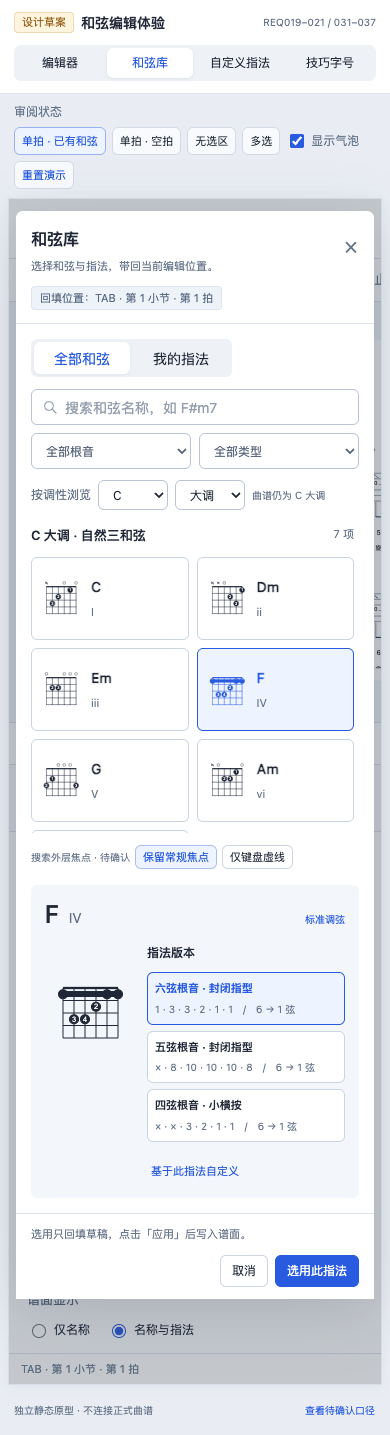 设计草案 和弦编辑体验 REQ019–021 / 031–037
编辑器 和弦库 自定义指法 技巧字号
审阅状态
单拍 · 已有和弦 单拍 · 空拍 无选区 多选 显示气泡
重置演示
和弦库
选择和弦与指法，带回当前编辑位置。
回填位置：TAB · 第 1 小节 · 第 1 拍
全部和弦 我的指法
搜索和弦名称，如 F#m7
全部根音 全部类型
按调性浏览 C 大调 曲谱仍为 C 大调
C 大调 · 自然三和弦 7 项
C Dm
I ii
Em F
iii IV
G Am
V vi
搜索外层焦点 · 待确认 保留常规焦点 仅键盘虚线
F IV 标准调弦
指法版本
六弦根音 · 封闭指型
1 · 3 · 3 · 2 · 1 · 1 / 6 → 1 弦
五弦根音 · 封闭指型
× · 8 · 10 · 10 · 10 · 8 / 6 → 1 弦
四弦根音 · 小横按
× · × · 3 · 2 · 1 · 1 / 6 → 1 弦
基于此指法自定义
选用只回填草稿，点击「应用」后写入谱面。
取消 选用此指法
谱面显示
仅名称 名称与指法
TAB · 第 1 小节 · 第 1 拍
独立静态原型 · 不连接正式曲谱 查看待确认口径